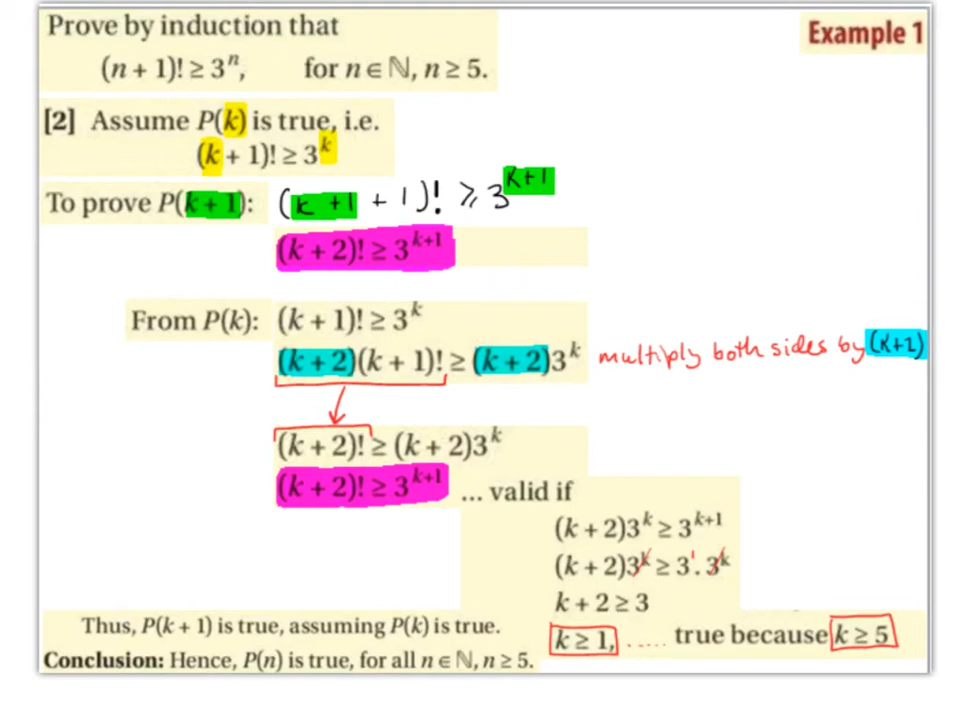 Prove by induction that
Example 1
(n + 1)! ≥ 3ⁿ, for n ∈ ℕ, n ≥ 5.
[2] Assume P(k) is true, i.e.
(k + 1)! ≥ 3ᵏ
To prove P(k + 1): (k + 1 + 1)! ≥ 3ᵏ⁺¹
(k + 2)! ≥ 3ᵏ⁺¹
From P(k): (k + 1)! ≥ 3ᵏ
(k + 2)(k + 1)! ≥ (k + 2)3ᵏ multiply both sides by (k+2)
(k + 2)! ≥ (k + 2)3ᵏ
(k + 2)! ≥ 3ᵏ⁺¹ ... valid if
(k + 2)3ᵏ ≥ 3ᵏ⁺¹
(k + 2)3ᵏ ≥ 3¹. 3ᵏ
k + 2 ≥ 3
Thus, P(k + 1) is true, assuming P(k) is true.
k ≥ 1, ..... true because k ≥ 5
Conclusion: Hence, P(n) is true, for all n ∈ ℕ, n ≥ 5.